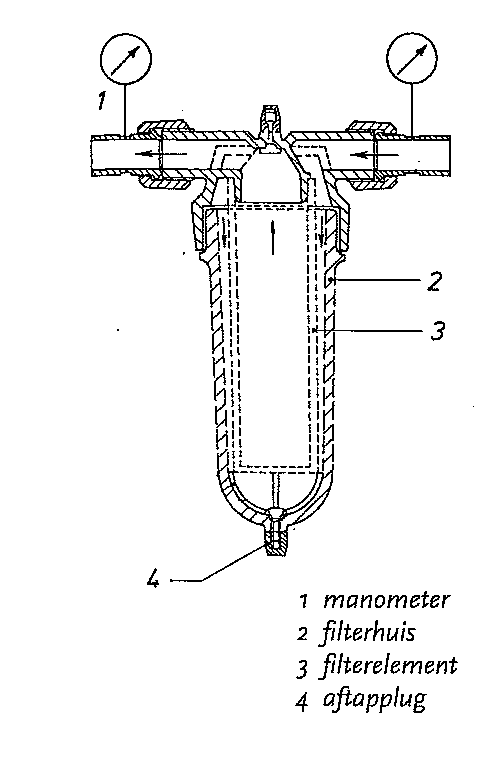 1
2
3
4
1 manometer
2 filterhuis
3 filterelement
4 aftapplug